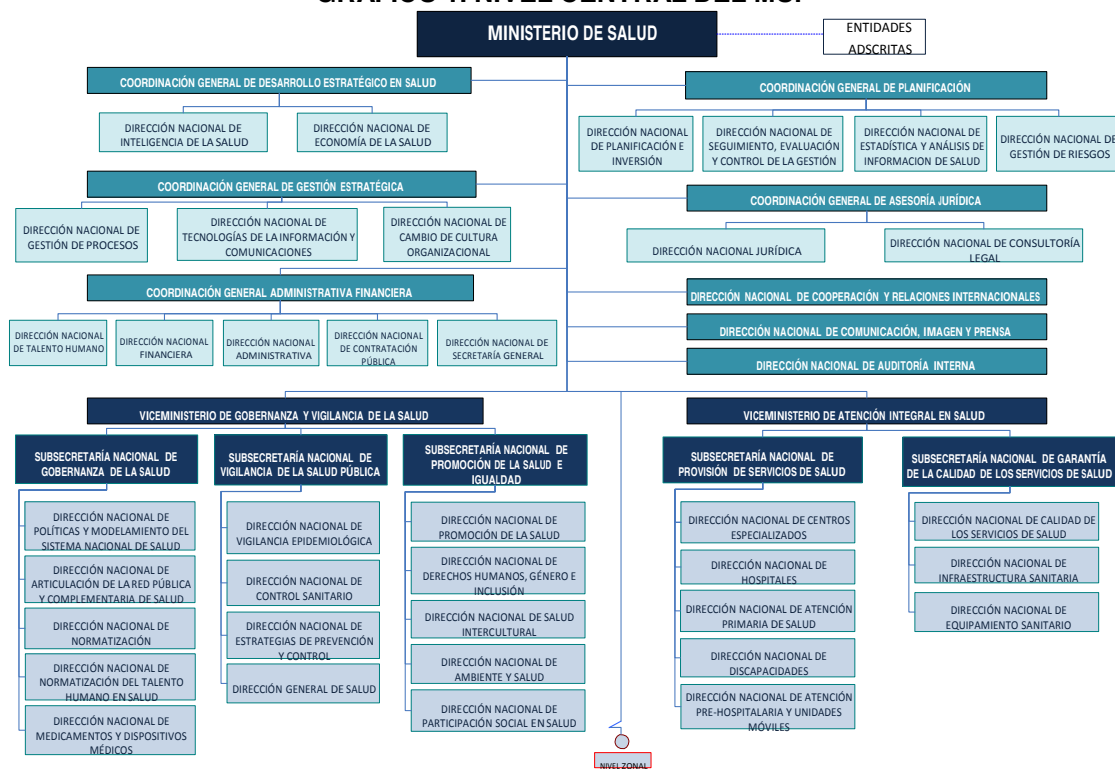 GRÁFICO 1: NIVEL CENTRAL DEL MSP
MINISTERIO DE SALUD
ENTIDADES
ADSCRITAS
COORDINACIÓN GENERAL DE DESARROLLO ESTRATÉGICO EN SALUD
DIRECCIÓN NACIONAL DE
INTELIGENCIA DE LA SALUD
DIRECCIÓN NACIONAL DE
ECONOMÍA DE LA SALUD
COORDINACIÓN GENERAL DE PLANIFICACIÓN
DIRECCIÓN NACIONAL
DE PLANIFICACIÓN E
INVERSIÓN
DIRECCIÓN NACIONAL DE
SEGUIMIENTO, EVALUACIÓN
Y CONTROL DE LA GESTIÓN
DIRECCIÓN NACIONAL DE
ESTADÍSTICA Y ANÁLISIS DE
INFORMACION DE SALUD
DIRECCIÓN NACIONAL DE
GESTIÓN DE RIESGOS
COORDINACIÓN GENERAL DE GESTIÓN ESTRATÉGICA
DIRECCIÓN NACIONAL DE
GESTIÓN DE PROCESOS
DIRECCIÓN NACIONAL DE
TECNOLOGÍAS DE LA INFORMACIÓN Y
COMUNICACIONES
DIRECCIÓN NACIONAL DE
CAMBIO DE CULTURA
ORGANIZACIONAL
COORDINACIÓN GENERAL DE ASESORÍA JURÍDICA
DIRECCIÓN NACIONAL JURÍDICA
DIRECCIÓN NACIONAL DE CONSULTORÍA
LEGAL
COORDINACIÓN GENERAL ADMINISTRATIVA FINANCIERA
DIRECCIÓN NACIONAL
DE TALENTO HUMANO
DIRECCIÓN NACIONAL
FINANCIERA
DIRECCIÓN NACIONAL
ADMINISTRATIVA
DIRECCIÓN NACIONAL
DE CONTRATACIÓN
PÚBLICA
DIRECCIÓN NACIONAL DE
SECRETARÍA GENERAL
DIRECCIÓN NACIONAL DE COOPERACIÓN Y RELACIONES INTERNACIONALES
DIRECCIÓN NACIONAL DE COMUNICACIÓN, IMAGEN Y PRENSA
DIRECCIÓN NACIONAL DE AUDITORÍA INTERNA
VICEMINISTERIO DE GOBERNANZA Y VIGILANCIA DE LA SALUD
SUBSECRETARÍA NACIONAL DE
GOBERNANZA DE LA SALUD
DIRECCIÓN NACIONAL DE
POLÍTICAS Y MODELAMIENTO DEL
SISTEMA NACIONAL DE SALUD
DIRECCIÓN NACIONAL DE
ARTICULACIÓN DE LA RED PÚBLICA
Y COMPLEMENTARIA DE SALUD
DIRECCIÓN NACIONAL DE
NORMATIZACIÓN
DIRECCIÓN NACIONAL DE
NORMATIZACIÓN DEL TALENTO
HUMANO EN SALUD
DIRECCIÓN NACIONAL DE
MEDICAMENTOS Y DISPOSITIVOS
MÉDICOS
SUBSECRETARÍA NACIONAL DE
VIGILANCIA DE LA SALUD PÚBLICA
DIRECCIÓN NACIONAL DE
VIGILANCIA EPIDEMIOLÓGICA
DIRECCIÓN NACIONAL DE
CONTROL SANITARIO
DIRECCIÓN NACIONAL DE
ESTRATEGIAS DE PREVENCIÓN
Y CONTROL
DIRECCIÓN GENERAL DE SALUD
SUBSECRETARÍA NACIONAL DE
PROMOCIÓN DE LA SALUD E
IGUALDAD
DIRECCIÓN NACIONAL DE
PROMOCIÓN DE LA SALUD
DIRECCIÓN NACIONAL DE
DERECHOS HUMANOS, GÉNERO E
INCLUSIÓN
DIRECCIÓN NACIONAL DE SALUD
INTERCULTURAL
DIRECCIÓN NACIONAL DE
AMBIENTE Y SALUD
DIRECCIÓN NACIONAL DE
PARTICIPACIÓN SOCIAL EN SALUD
VICEMINISTERIO DE ATENCIÓN INTEGRAL EN SALUD
SUBSECRETARÍA NACIONAL DE
PROVISIÓN DE SERVICIOS DE SALUD
DIRECCIÓN NACIONAL DE CENTROS
ESPECIALIZADOS
DIRECCIÓN NACIONAL DE
HOSPITALES
DIRECCIÓN NACIONAL DE ATENCIÓN
PRIMARIA DE SALUD
DIRECCIÓN NACIONAL DE
DISCAPACIDADES
DIRECCIÓN NACIONAL DE ATENCIÓN
PRE-HOSPITALARIA Y UNIDADES
MÓVILES
SUBSECRETARÍA NACIONAL DE GARANTÍA
DE LA CALIDAD DE LOS SERVICIOS DE SALUD
DIRECCIÓN NACIONAL DE CALIDAD DE
LOS SERVICIOS DE SALUD
DIRECCIÓN NACIONAL DE
INFRAESTRUCTURA SANITARIA
DIRECCIÓN NACIONAL DE
EQUIPAMIENTO SANITARIO
NIVEL ZONAL